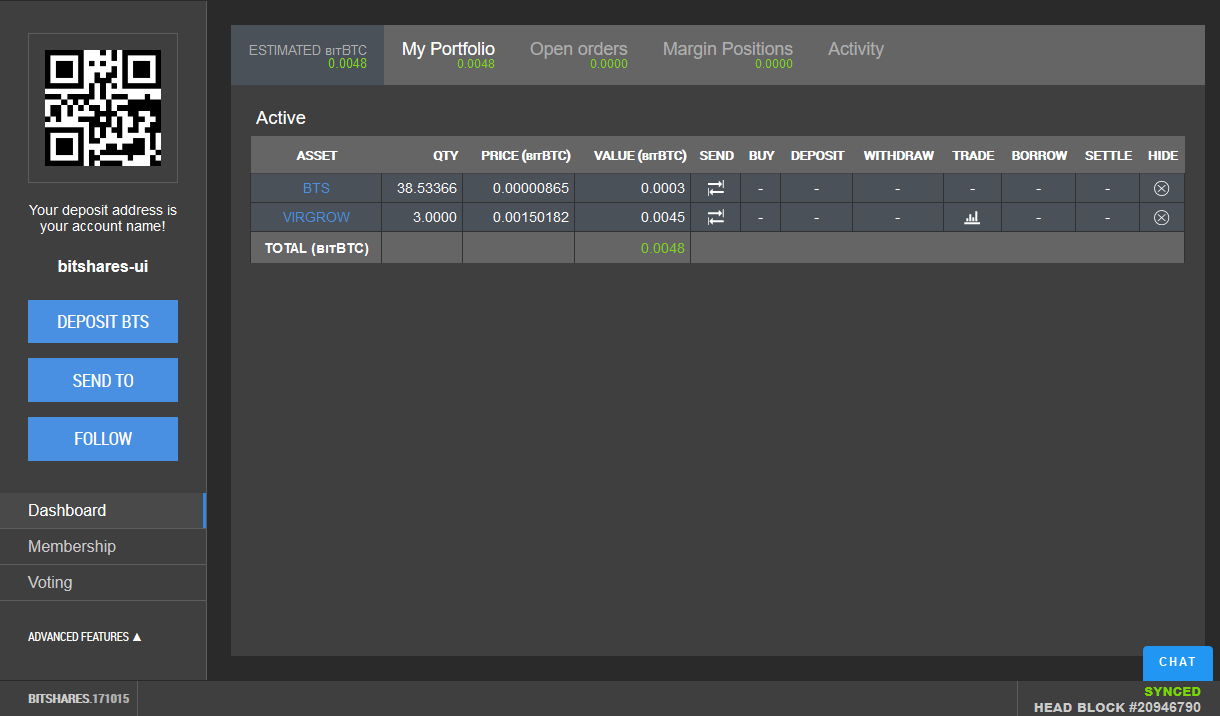 Your deposit address is
your account name!
bitshares-ui
DEPOSIT BTS
SEND TO
FOLLOW
Dashboard
Membership
Voting
ADVANCED FEATURES ▲
ESTIMATED BITBTC
0.0048
My Portfolio
0.0048
Open orders
0.0000
Margin Positions
0.0000
Activity
Active
ASSET QTY PRICE (BITBTC) VALUE (BITBTC) SEND BUY DEPOSIT WITHDRAW TRADE BORROW SETTLE HIDE
BTS 38.53366 0.00000865 0.0003 - - - - - -
VIRGROW 3.0000 0.00150182 0.0045 - - - - -
TOTAL (BITBTC) 0.0048
CHAT
BITSHARES.171015
SYNCED
HEAD BLOCK #20946790